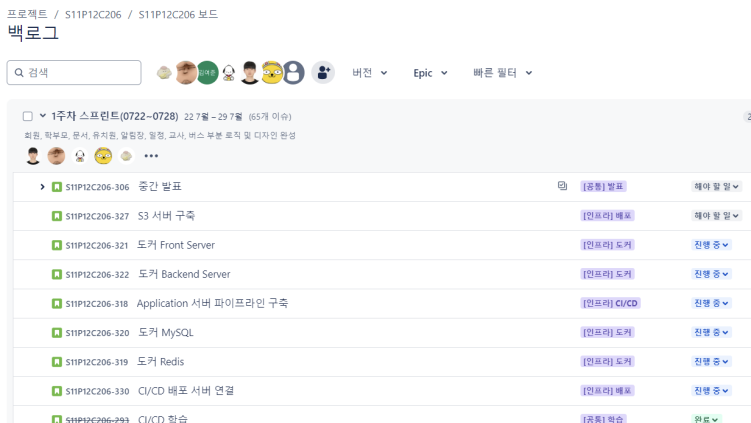 프로젝트 / S11P12C206 / S11P12C206 보드
백로그
검색 김아은 버전 Epic 빠른 필터
1주차 스프린트(0722~0728) 22 7월 – 29 7월 (65개 이슈) 2
회원, 학부모, 문서, 유치원, 알림장, 일정, 교사, 버스 부분 로직 및 디자인 완성
S11P12C206-306 중간 발표 [공통] 발표 해야 할 일
S11P12C206-327 S3 서버 구축 [인프라] 배포 해야 할 일
S11P12C206-321 도커 Front Server [인프라] 도커 진행 중
S11P12C206-322 도커 Backend Server [인프라] 도커 진행 중
S11P12C206-318 Application 서버 파이프라인 구축 [인프라] CI/CD 진행 중
S11P12C206-320 도커 MySQL [인프라] 도커 진행 중
S11P12C206-319 도커 Redis [인프라] 도커 진행 중
S11P12C206-330 CI/CD 배포 서버 연결 [인프라] 배포 진행 중
S11P12C206-293 CI/CD 학습 [공통] 학습 완료